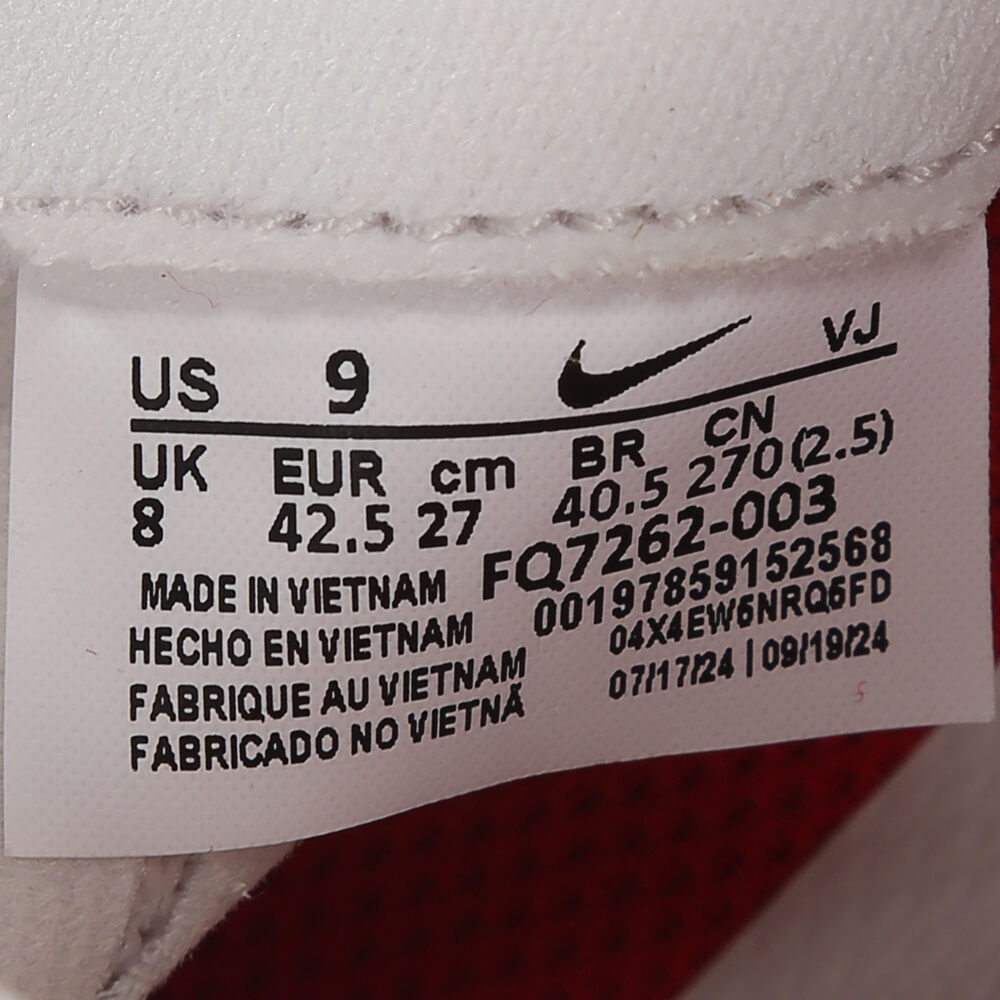 US 9 VJ
UK EUR cm BR CN
8 42.5 27 40.5 270(2.5)
FQ7262-003
MADE IN VIETNAM 00197859152568
HECHO EN VIETNAM 04X4EW6NRQ6FD
FABRIQUE AU VIETNAM 07/17/24 | 09/19/24
FABRICADO NO VIETNÃ